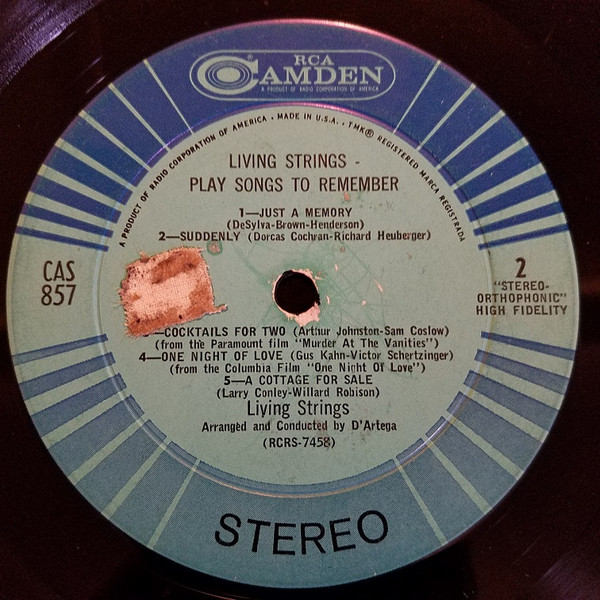 RCA
CAMDEN
A PRODUCT OF RADIO CORPORATION OF AMERICA
A PRODUCT OF RADIO CORPORATION OF AMERICA • MADE IN U.S.A. • TMK® REGISTERED MARCA REGISTRADA
LIVING STRINGS -
PLAY SONGS TO REMEMBER
1—JUST A MEMORY
(DeSylva-Brown-Henderson)
2—SUDDENLY (Dorcas Cochran-Richard Heuberger)
CAS
857
2
"STEREO-
ORTHOPHONIC"
HIGH FIDELITY
3—COCKTAILS FOR TWO (Arthur Johnston-Sam Coslow)
(from the Paramount film "Murder At The Vanities")
4—ONE NIGHT OF LOVE (Gus Kahn-Victor Schertzinger)
(from the Columbia Film "One Night Of Love")
5—A COTTAGE FOR SALE
(Larry Conley-Willard Robison)
Living Strings
Arranged and Conducted by D'Artega
(RCRS-7458)
STEREO